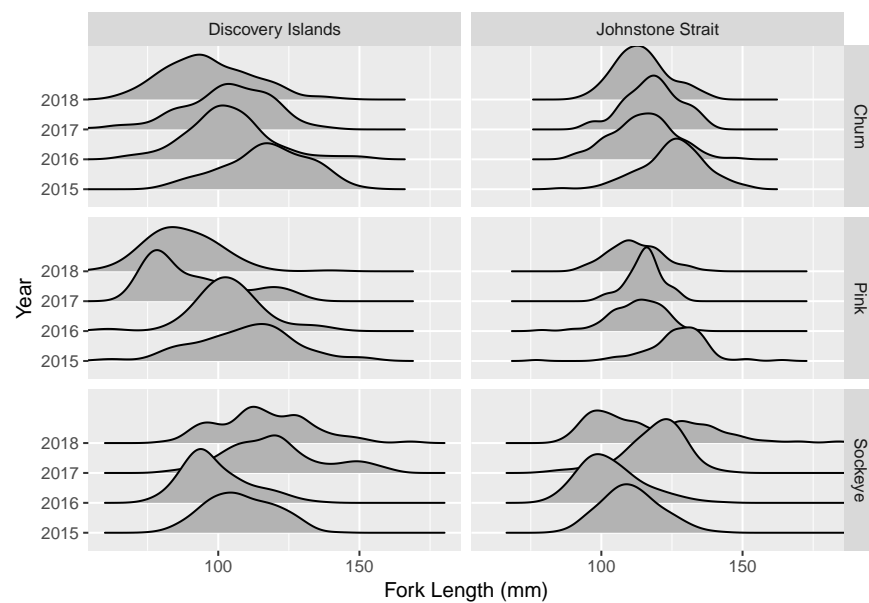 Discovery Islands
Johnstone Strait
2018
2017
2016
2015
Chum
2018
2017
2016
2015
Pink
2018
2017
2016
2015
Sockeye
100
150
100
150
Year
Fork Length (mm)